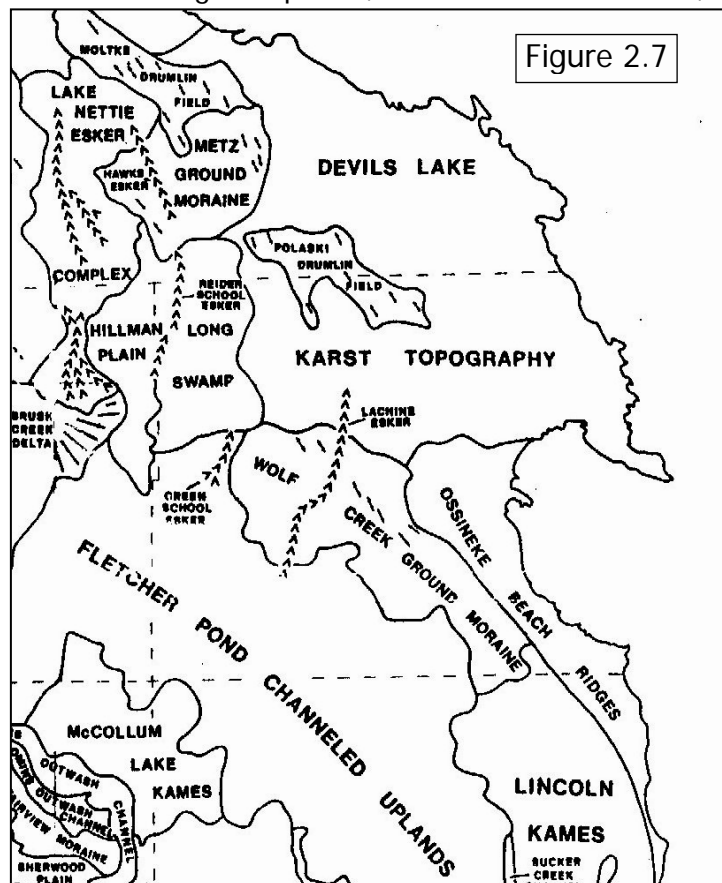 Figure 2.7
MOLTKE
DRUMLIN
FIELD
LAKE
NETTIE
ESKER
METZ
GROUND
MORAINE
HAWKS
ESKER
DEVILS LAKE
COMPLEX
POLASKI
DRUMLIN
FIELD
REIDER
SCHOOL
ESKER
HILLMAN
PLAIN
LONG
SWAMP
KARST TOPOGRAPHY
LACHINE
ESKER
BRUSH
CREEK
DELTA
WOLF
CREEK
GROUND
MORAINE
GREEN
SCHOOL
ESKER
OSSINEKE
BEACH
RIDGES
FLETCHER POND CHANNELED UPLANDS
McCOLLUM
LAKE
KAMES
OUTWASH
CHANNEL
OUTWASH
CHANNEL
MORAINE
SHERWOOD
PLAIN
LINCOLN
KAMES
SUCKER
CREEK